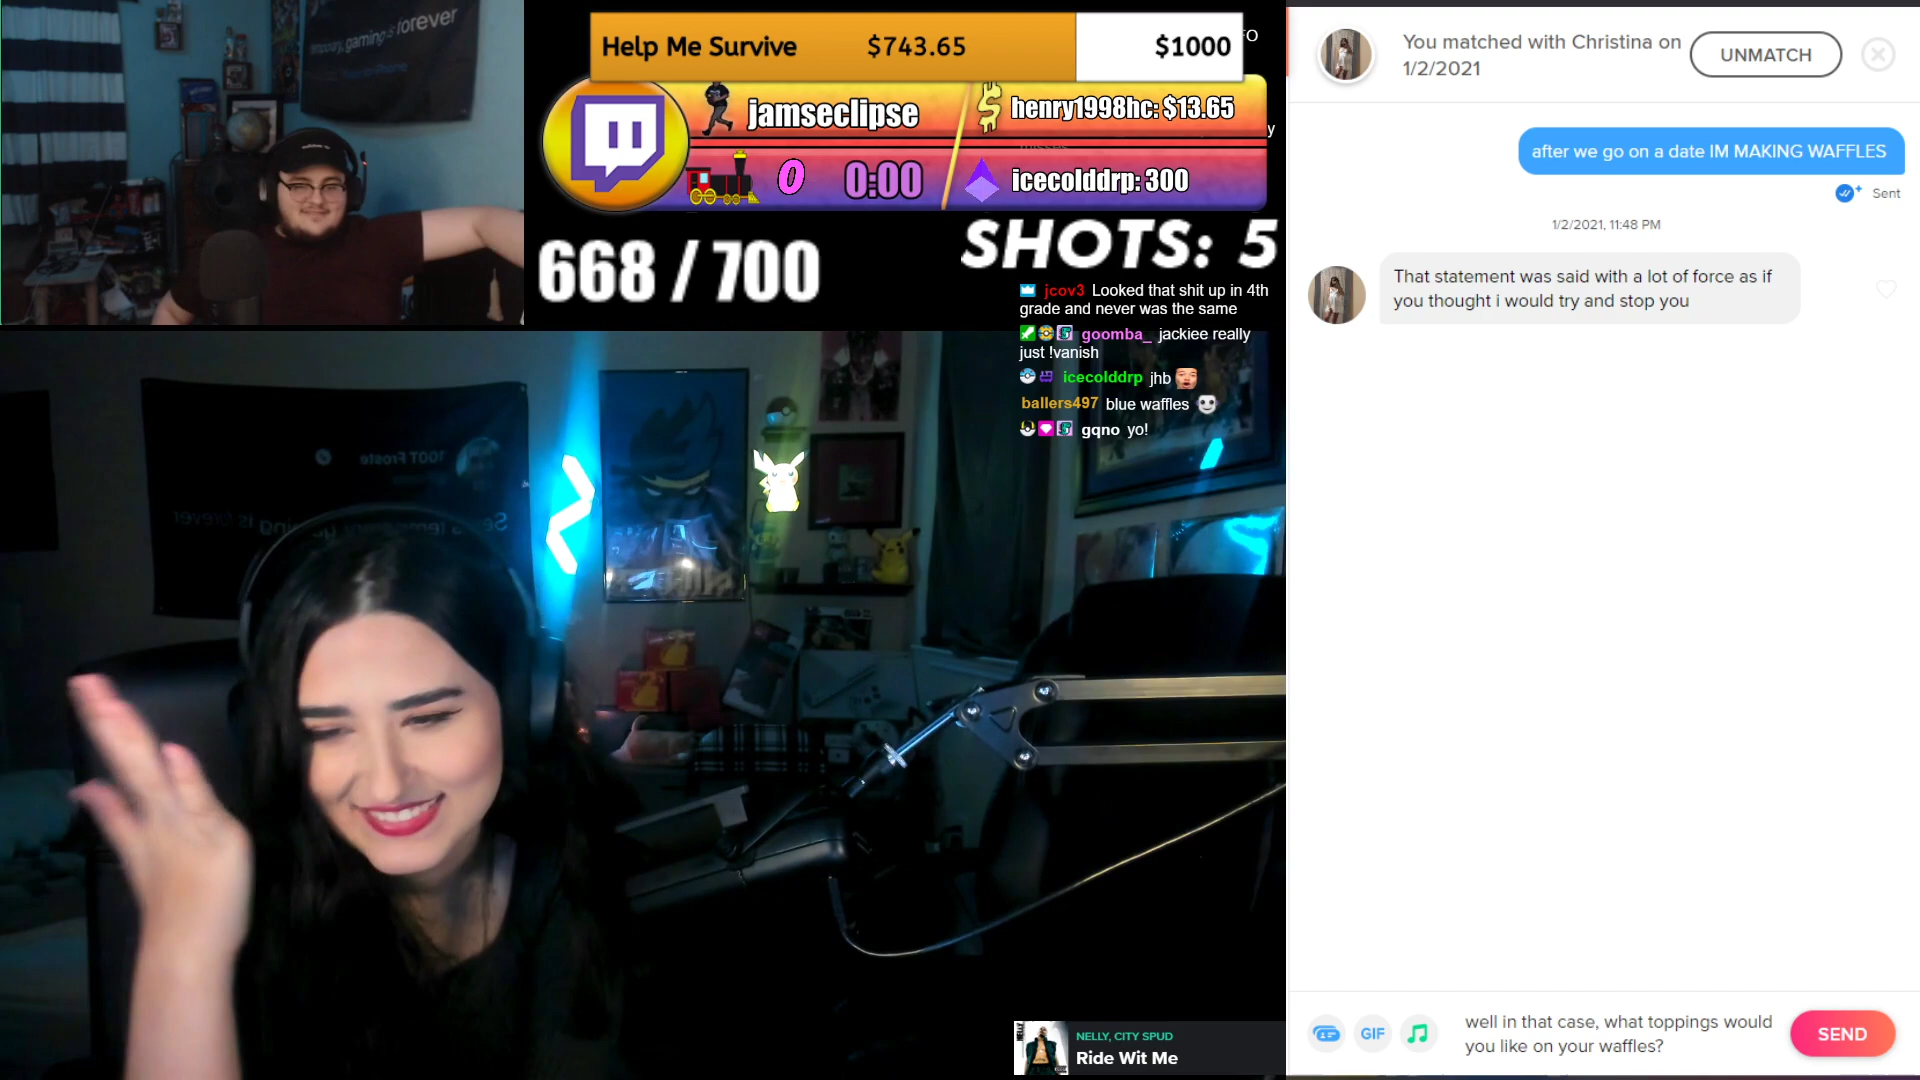 forever
gaming is
Help Me Survive $743.65 $1000
FO
jamseclipse
henry1998hc: $13.65
y
0 0:00
icecolddrp: 300
668 / 700
SHOTS: 5
jcov3 Looked that shit up in 4th
grade and never was the same
goomba_ jackiee really
just !vanish
icecolddrp jhb
ballers497 blue waffles
gqno yo!
NELLY, CITY SPUD
Ride Wit Me
You matched with Christina on
1/2/2021
UNMATCH
after we go on a date IM MAKING WAFFLES
Sent
1/2/2021, 11:48 PM
That statement was said with a lot of force as if
you thought i would try and stop you
GIF
well in that case, what toppings would
you like on your waffles?
SEND